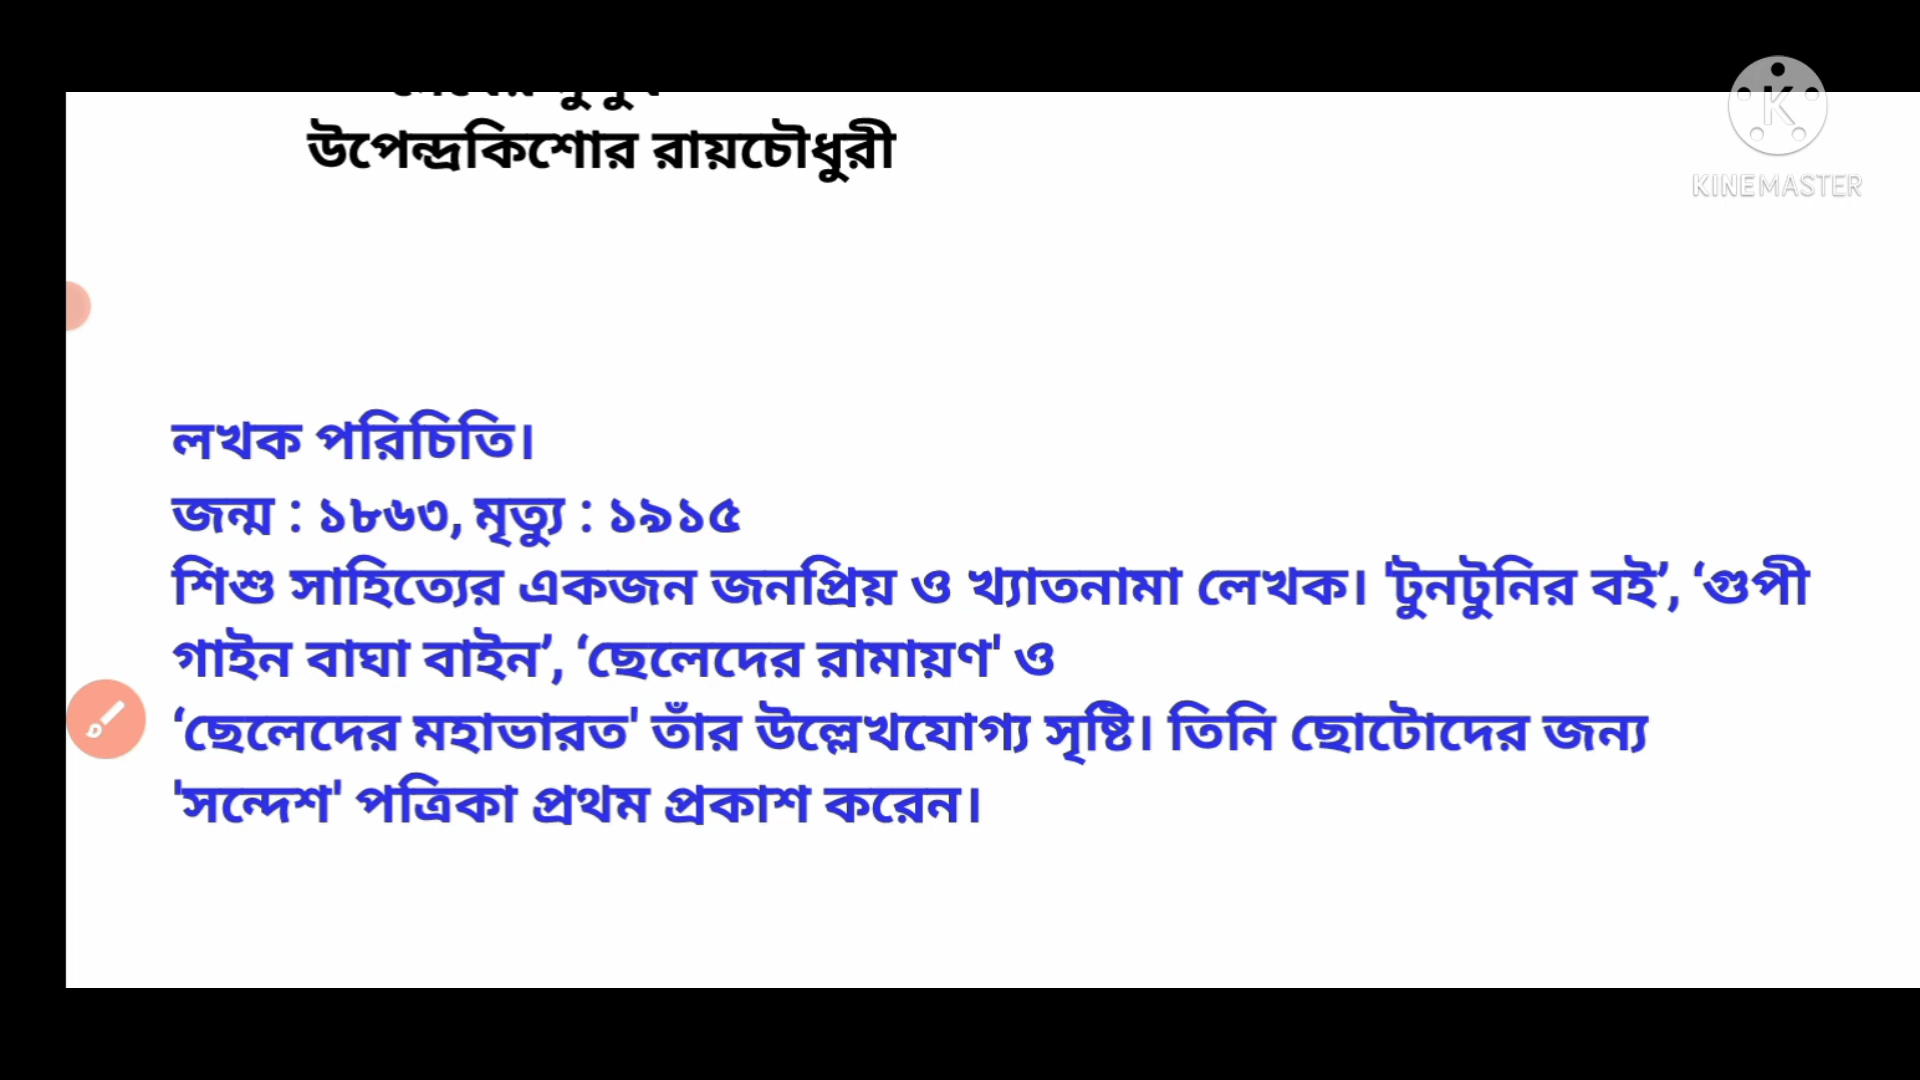 উপেন্দ্রকিশোর রায়চৌধুরী
KINEMASTER
লখক পরিচিতি।
জন্ম : ১৮৬৩, মৃত্যু : ১৯১৫
শিশু সাহিত্যের একজন জনপ্রিয় ও খ্যাতনামা লেখক। 'টুনটুনির বই’, ‘গুপী
গাইন বাঘা বাইন’, ‘ছেলেদের রামায়ণ' ও
‘ছেলেদের মহাভারত' তাঁর উল্লেখযোগ্য সৃষ্টি। তিনি ছোটোদের জন্য
'সন্দেশ' পত্রিকা প্রথম প্রকাশ করেন।